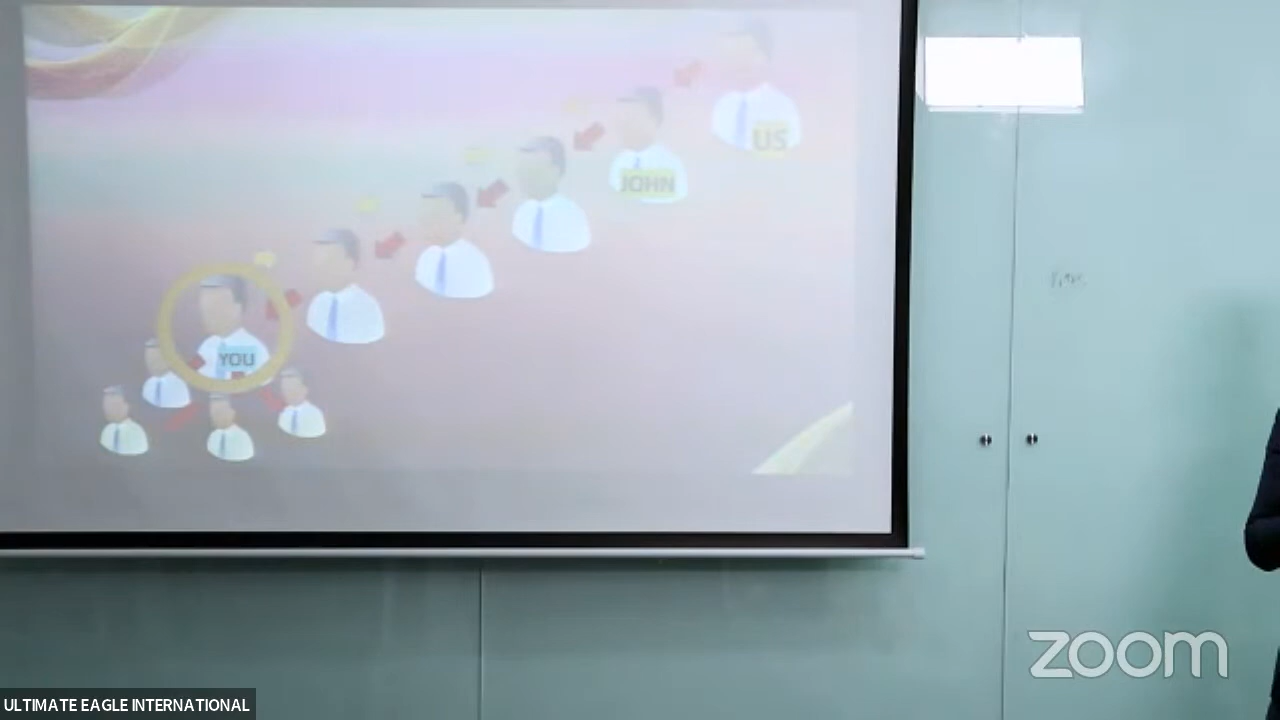 US
JOHN
YOU
zoom
ULTIMATE EAGLE INTERNATIONAL